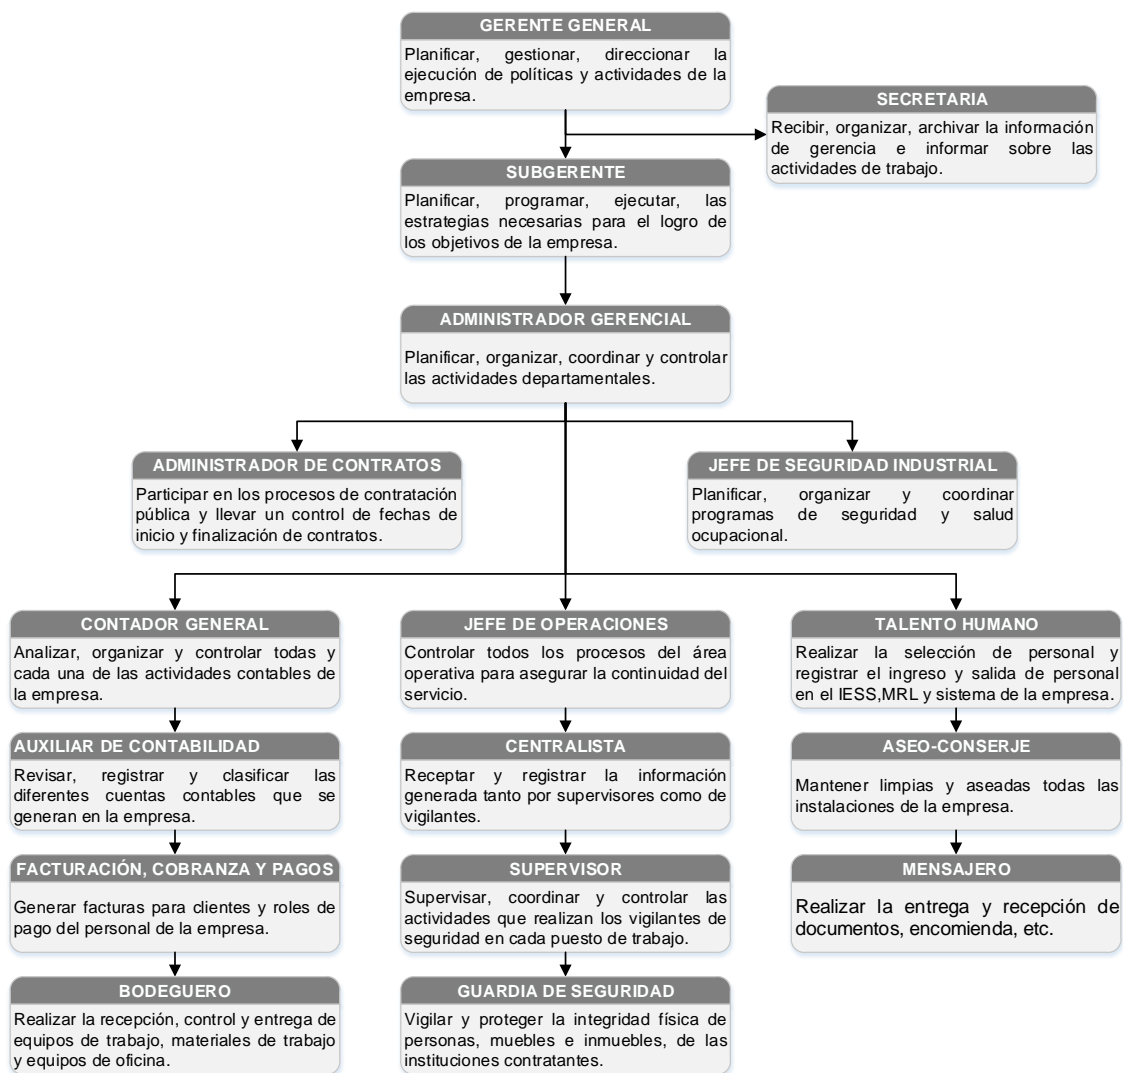 GERENTE GENERAL
Planificar, gestionar, direccionar la
ejecución de políticas y actividades de la
empresa.
SECRETARIA
Recibir, organizar, archivar la información
de gerencia e informar sobre las
actividades de trabajo.
SUBGERENTE
Planificar, programar, ejecutar, las
estrategias necesarias para el logro de
los objetivos de la empresa.
ADMINISTRADOR GERENCIAL
Planificar, organizar, coordinar y controlar
las actividades departamentales.
ADMINISTRADOR DE CONTRATOS
Participar en los procesos de contratación
pública y llevar un control de fechas de
inicio y finalización de contratos.
JEFE DE SEGURIDAD INDUSTRIAL
Planificar, organizar y coordinar
programas de seguridad y salud
ocupacional.
CONTADOR GENERAL
Analizar, organizar y controlar todas y
cada una de las actividades contables de
la empresa.
JEFE DE OPERACIONES
Controlar todos los procesos del área
operativa para asegurar la continuidad del
servicio.
TALENTO HUMANO
Realizar la selección de personal y
registrar el ingreso y salida de personal
en el IESS,MRL y sistema de la empresa.
AUXILIAR DE CONTABILIDAD
Revisar, registrar y clasificar las
diferentes cuentas contables que se
generan en la empresa.
CENTRALISTA
Receptar y registrar la información
generada tanto por supervisores como de
vigilantes.
ASEO-CONSERJE
Mantener limpias y aseadas todas las
instalaciones de la empresa.
FACTURACIÓN, COBRANZA Y PAGOS
Generar facturas para clientes y roles de
pago del personal de la empresa.
SUPERVISOR
Supervisar, coordinar y controlar las
actividades que realizan los vigilantes de
seguridad en cada puesto de trabajo.
MENSAJERO
Realizar la entrega y recepción de
documentos, encomienda, etc.
BODEGUERO
Realizar la recepción, control y entrega de
equipos de trabajo, materiales de trabajo
y equipos de oficina.
GUARDIA DE SEGURIDAD
Vigilar y proteger la integridad física de
personas, muebles e inmuebles, de las
instituciones contratantes.